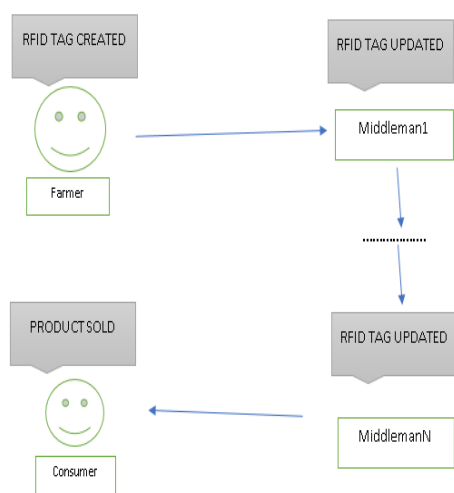 RFID TAG CREATED
RFID TAG UPDATED
Middleman1
Farmer
....................
PRODUCT SOLD
RFID TAG UPDATED
MiddlemanN
Consumer